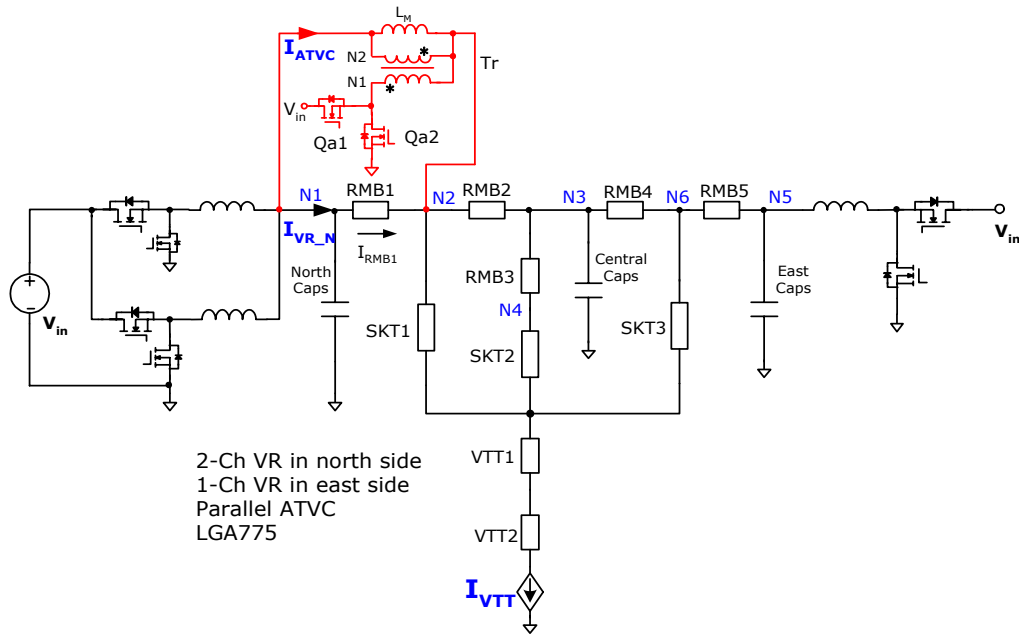 L_M
I_ATVC
N2
*
Tr
N1
*
V_in
Qa1
Qa2
N1
RMB1
N2
RMB2
N3
RMB4
N6
RMB5
N5
I_VR_N
I_RMB1
V_in
North
Caps
RMB3
Central
Caps
East
Caps
N4
SKT1
SKT2
SKT3
+
−
V_in
VTT1
2-Ch VR in north side
1-Ch VR in east side
Parallel ATVC
LGA775
VTT2
I_VTT